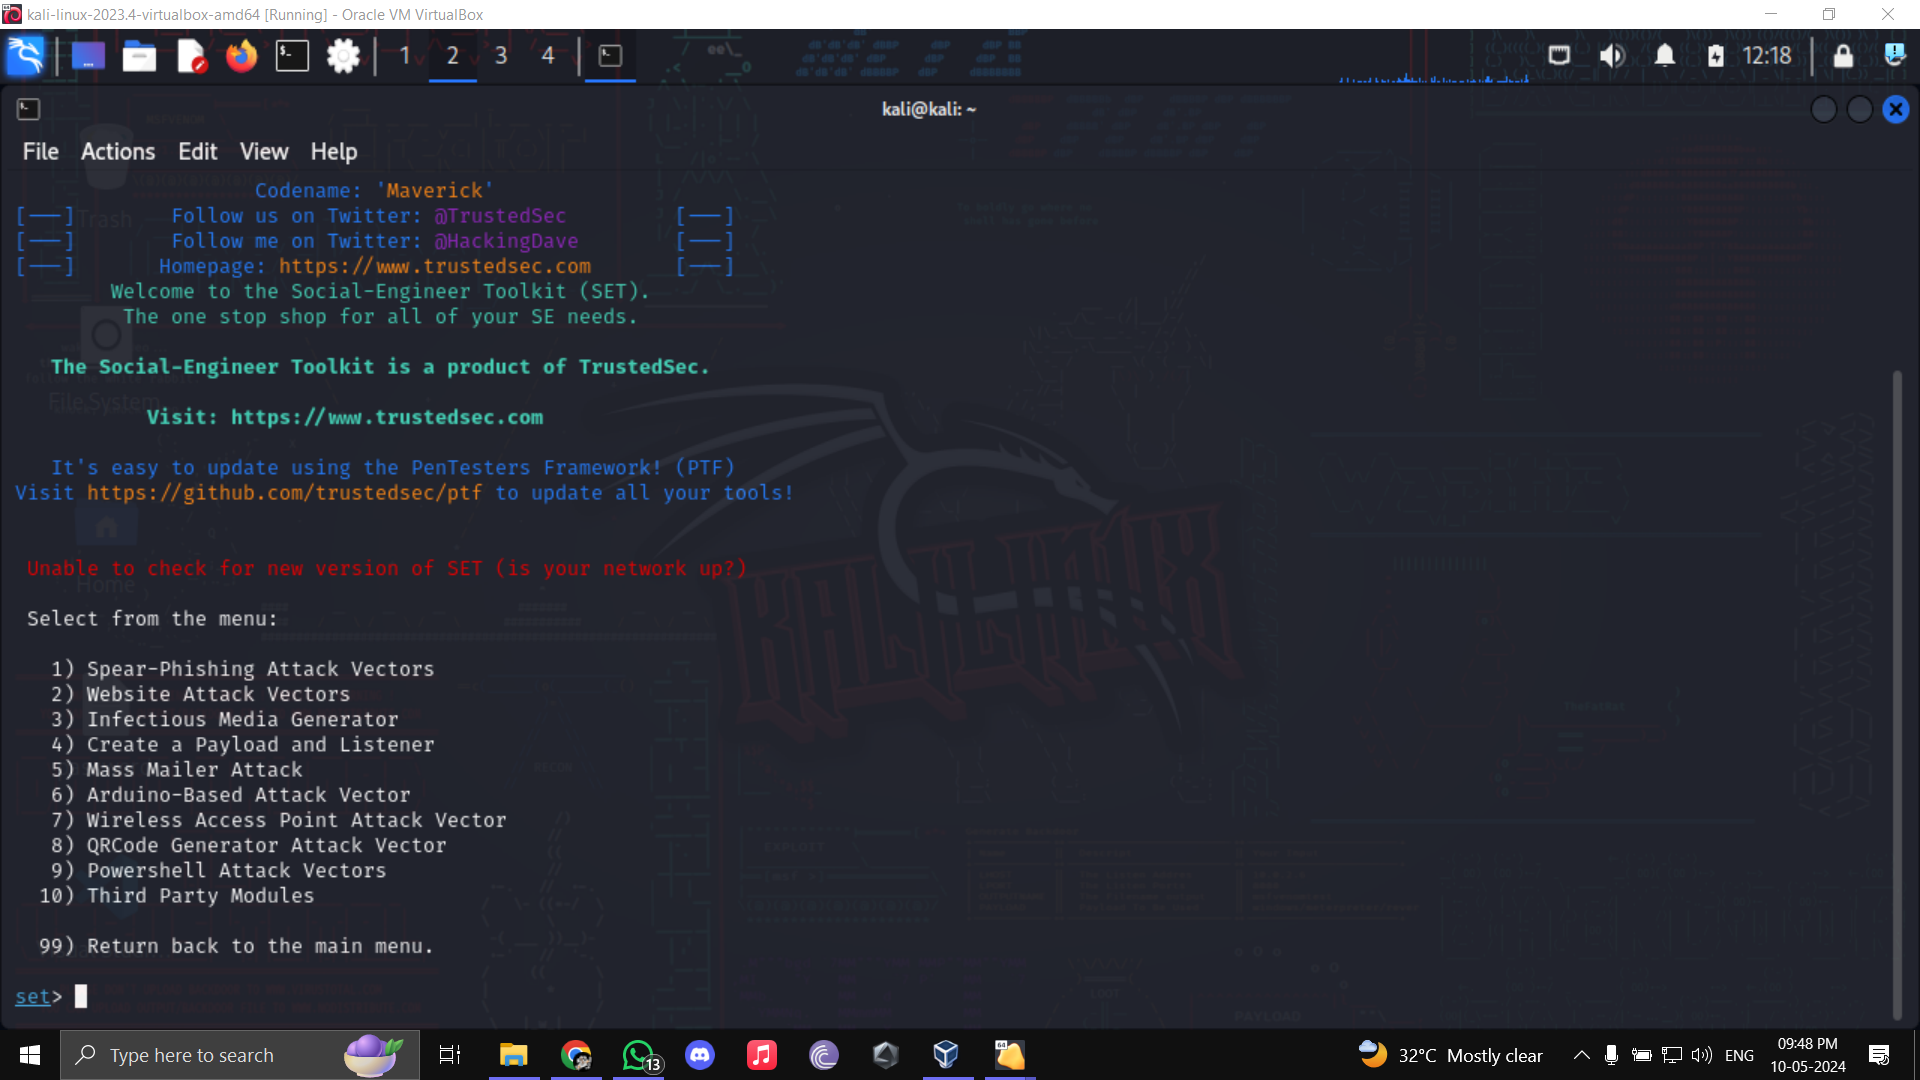 kali-linux-2023.4-virtualbox-amd64 [Running] - Oracle VM VirtualBox
1 2 3 4
12:18
kali@kali: ~
File Actions Edit View Help
Codename: 'Maverick'
[---] Follow us on Twitter: @TrustedSec [---]
[---] Follow me on Twitter: @HackingDave [---]
[---] Homepage: https://www.trustedsec.com [---]
Welcome to the Social-Engineer Toolkit (SET).
The one stop shop for all of your SE needs.
The Social-Engineer Toolkit is a product of TrustedSec.
Visit: https://www.trustedsec.com
It's easy to update using the PenTesters Framework! (PTF)
Visit https://github.com/trustedsec/ptf to update all your tools!
Unable to check for new version of SET (is your network up?)
Select from the menu:
1) Spear-Phishing Attack Vectors
2) Website Attack Vectors
3) Infectious Media Generator
4) Create a Payload and Listener
5) Mass Mailer Attack
6) Arduino-Based Attack Vector
7) Wireless Access Point Attack Vector
8) QRCode Generator Attack Vector
9) Powershell Attack Vectors
10) Third Party Modules
99) Return back to the main menu.
set>
Trash
File System
Home
KALI LINUX
Type here to search
13
64
32°C Mostly clear
ENG
09:48 PM
10-05-2024